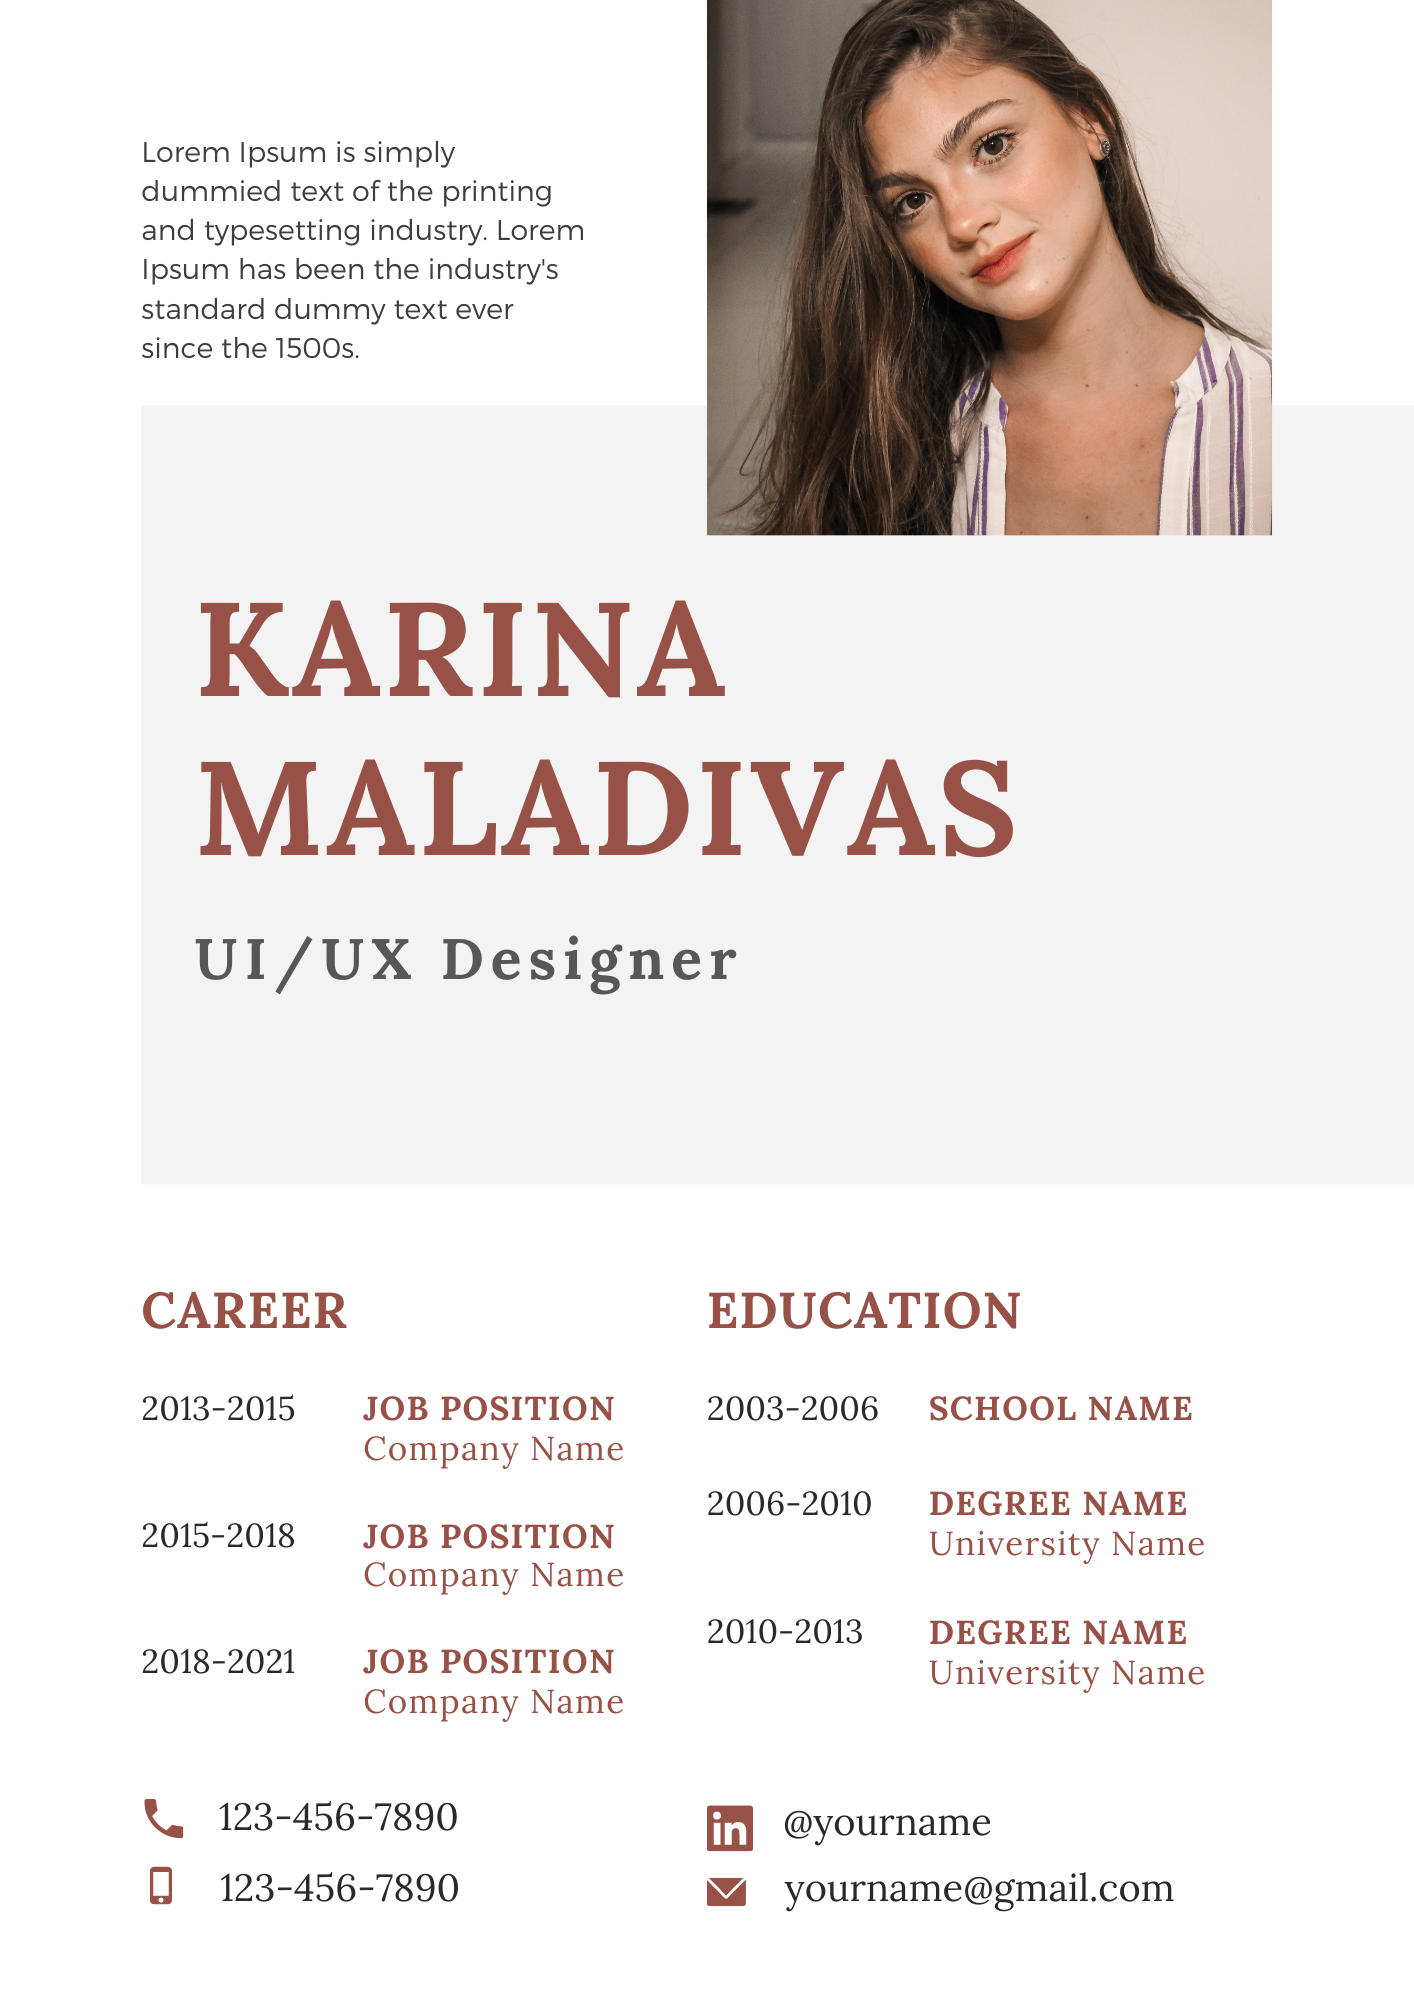 Lorem Ipsum is simply
dummied text of the printing
and typesetting industry. Lorem
Ipsum has been the industry's
standard dummy text ever
since the 1500s.
KARINA
MALADIVAS
UI/UX Designer
CAREER
2013-2015 JOB POSITION
Company Name
2015-2018 JOB POSITION
Company Name
2018-2021 JOB POSITION
Company Name
EDUCATION
2003-2006 SCHOOL NAME
2006-2010 DEGREE NAME
University Name
2010-2013 DEGREE NAME
University Name
123-456-7890
123-456-7890
in @yourname
yourname@gmail.com